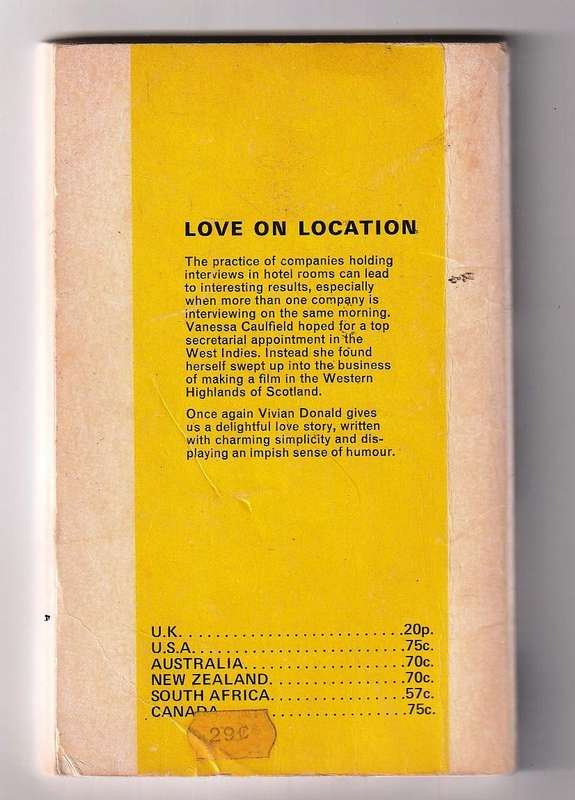 LOVE ON LOCATION
The practice of companies holding
interviews in hotel rooms can lead
to interesting results, especially
when more than one company is
interviewing on the same morning.
Vanessa Caulfield hoped for a top
secretarial appointment in the
West Indies. Instead she found
herself swept up into the business
of making a film in the Western
Highlands of Scotland.
Once again Vivian Donald gives
us a delightful love story, written
with charming simplicity and dis-
playing an impish sense of humour.
U.K. . . . . . . . . . . . . . . . . . . . . . . . . . .20p.
U.S.A. . . . . . . . . . . . . . . . . . . . . . . . . .75c.
AUSTRALIA. . . . . . . . . . . . . . . . . . . .70c.
NEW ZEALAND. . . . . . . . . . . . . . . . .70c.
SOUTH AFRICA. . . . . . . . . . . . . . . . .57c.
CANADA. . . . . . . . . . . . . . . . . . . . . .75c.
29¢